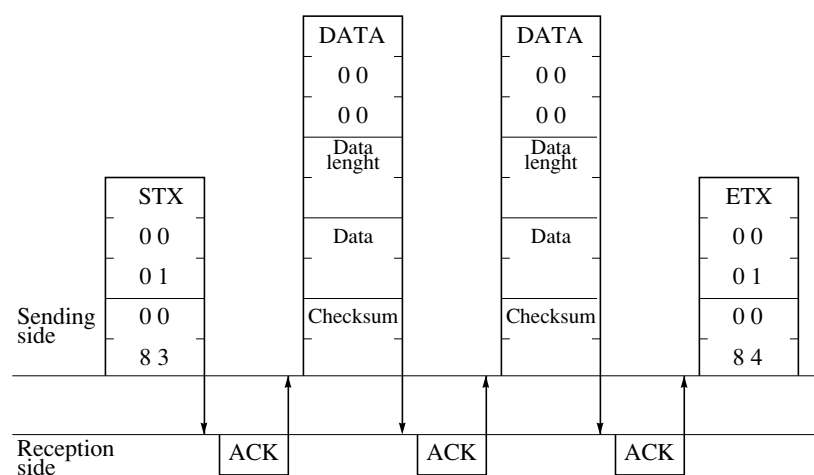 DATA
0 0
0 0
Data
lenght
Data
Checksum
DATA
0 0
0 0
Data
lenght
Data
Checksum
STX
0 0
0 1
0 0
8 3
ETX
0 0
0 1
0 0
8 4
Sending
side
Reception
side
ACK
ACK
ACK